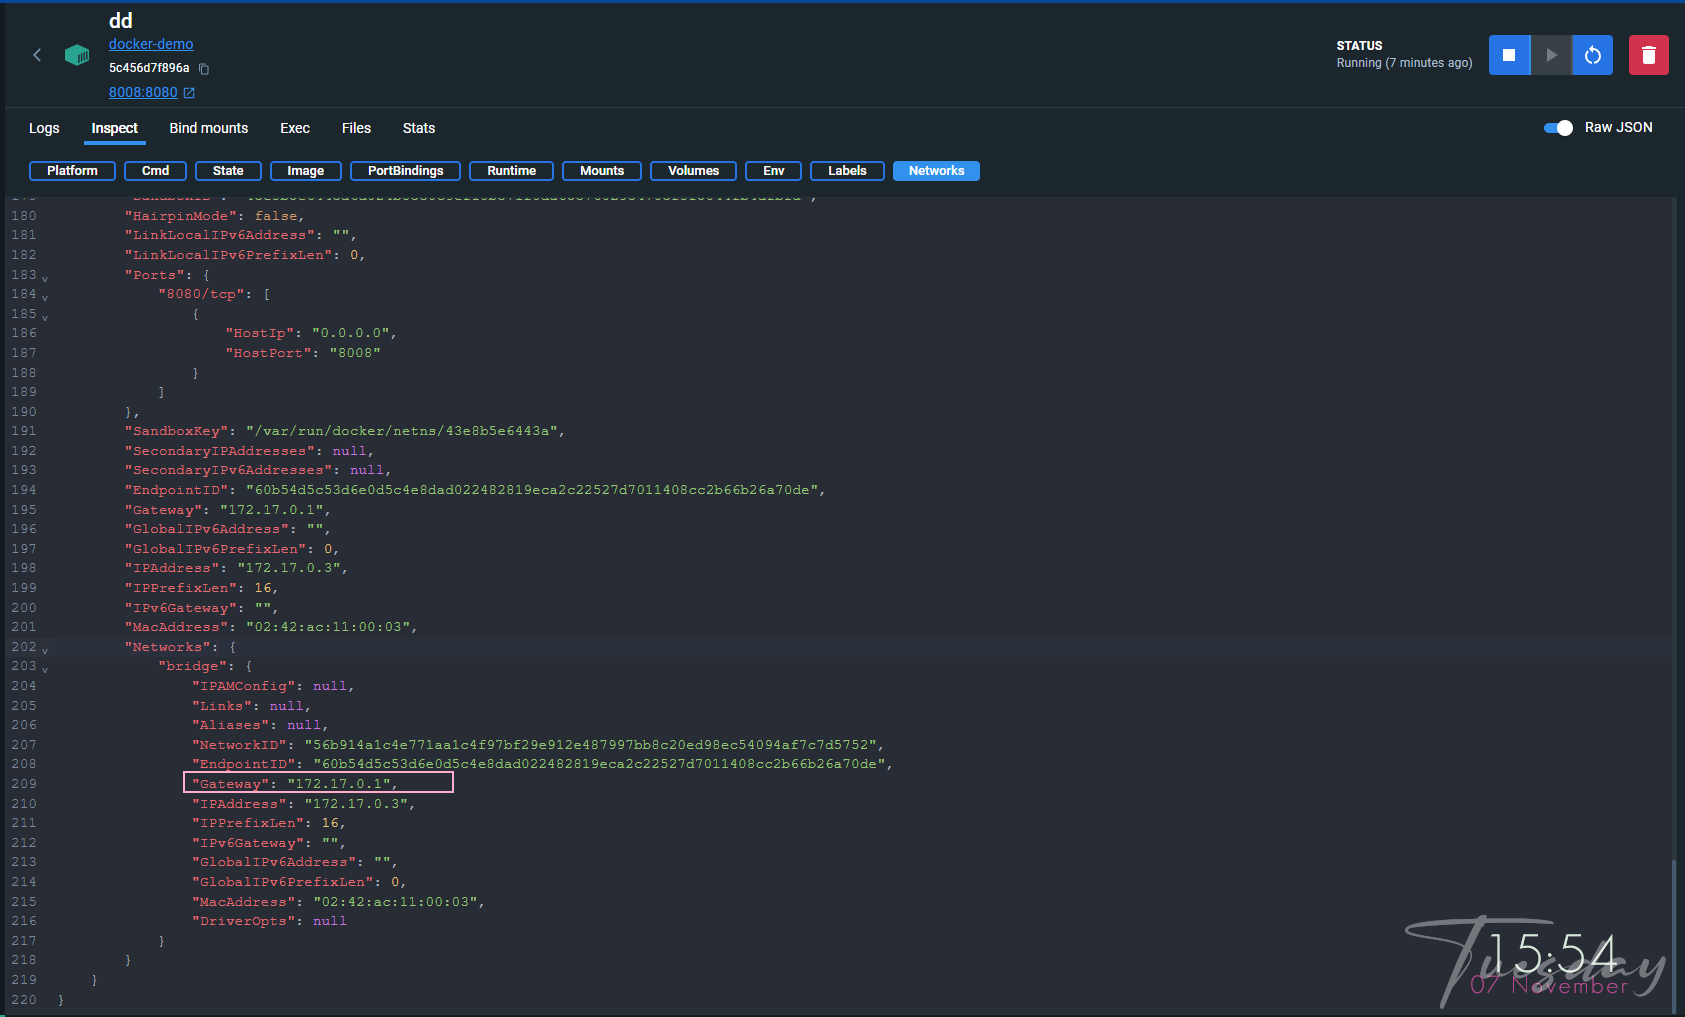 dd
docker-demo
5c456d7f896a
8008:8080
STATUS
Running (7 minutes ago)
Logs Inspect Bind mounts Exec Files Stats
Raw JSON
Platform Cmd State Image PortBindings Runtime Mounts Volumes Env Labels Networks
180 "HairpinMode": false,
181 "LinkLocalIPv6Address": "",
182 "LinkLocalIPv6PrefixLen": 0,
183 "Ports": {
184 "8080/tcp": [
185 {
186 "HostIp": "0.0.0.0",
187 "HostPort": "8008"
188 }
189 ]
190 },
191 "SandboxKey": "/var/run/docker/netns/43e8b5e6443a",
192 "SecondaryIPAddresses": null,
193 "SecondaryIPv6Addresses": null,
194 "EndpointID": "60b54d5c53d6e0d5c4e8dad022482819eca2c22527d7011408cc2b66b26a70de",
195 "Gateway": "172.17.0.1",
196 "GlobalIPv6Address": "",
197 "GlobalIPv6PrefixLen": 0,
198 "IPAddress": "172.17.0.3",
199 "IPPrefixLen": 16,
200 "IPv6Gateway": "",
201 "MacAddress": "02:42:ac:11:00:03",
202 "Networks": {
203 "bridge": {
204 "IPAMConfig": null,
205 "Links": null,
206 "Aliases": null,
207 "NetworkID": "56b914a1c4e771aa1c4f97bf29e912e487997bb8c20ed98ec54094af7c7d5752",
208 "EndpointID": "60b54d5c53d6e0d5c4e8dad022482819eca2c22527d7011408cc2b66b26a70de",
209 "Gateway": "172.17.0.1",
210 "IPAddress": "172.17.0.3",
211 "IPPrefixLen": 16,
212 "IPv6Gateway": "",
213 "GlobalIPv6Address": "",
214 "GlobalIPv6PrefixLen": 0,
215 "MacAddress": "02:42:ac:11:00:03",
216 "DriverOpts": null
217 }
218 }
219 }
220 }
Tuesday
15:54
07 November